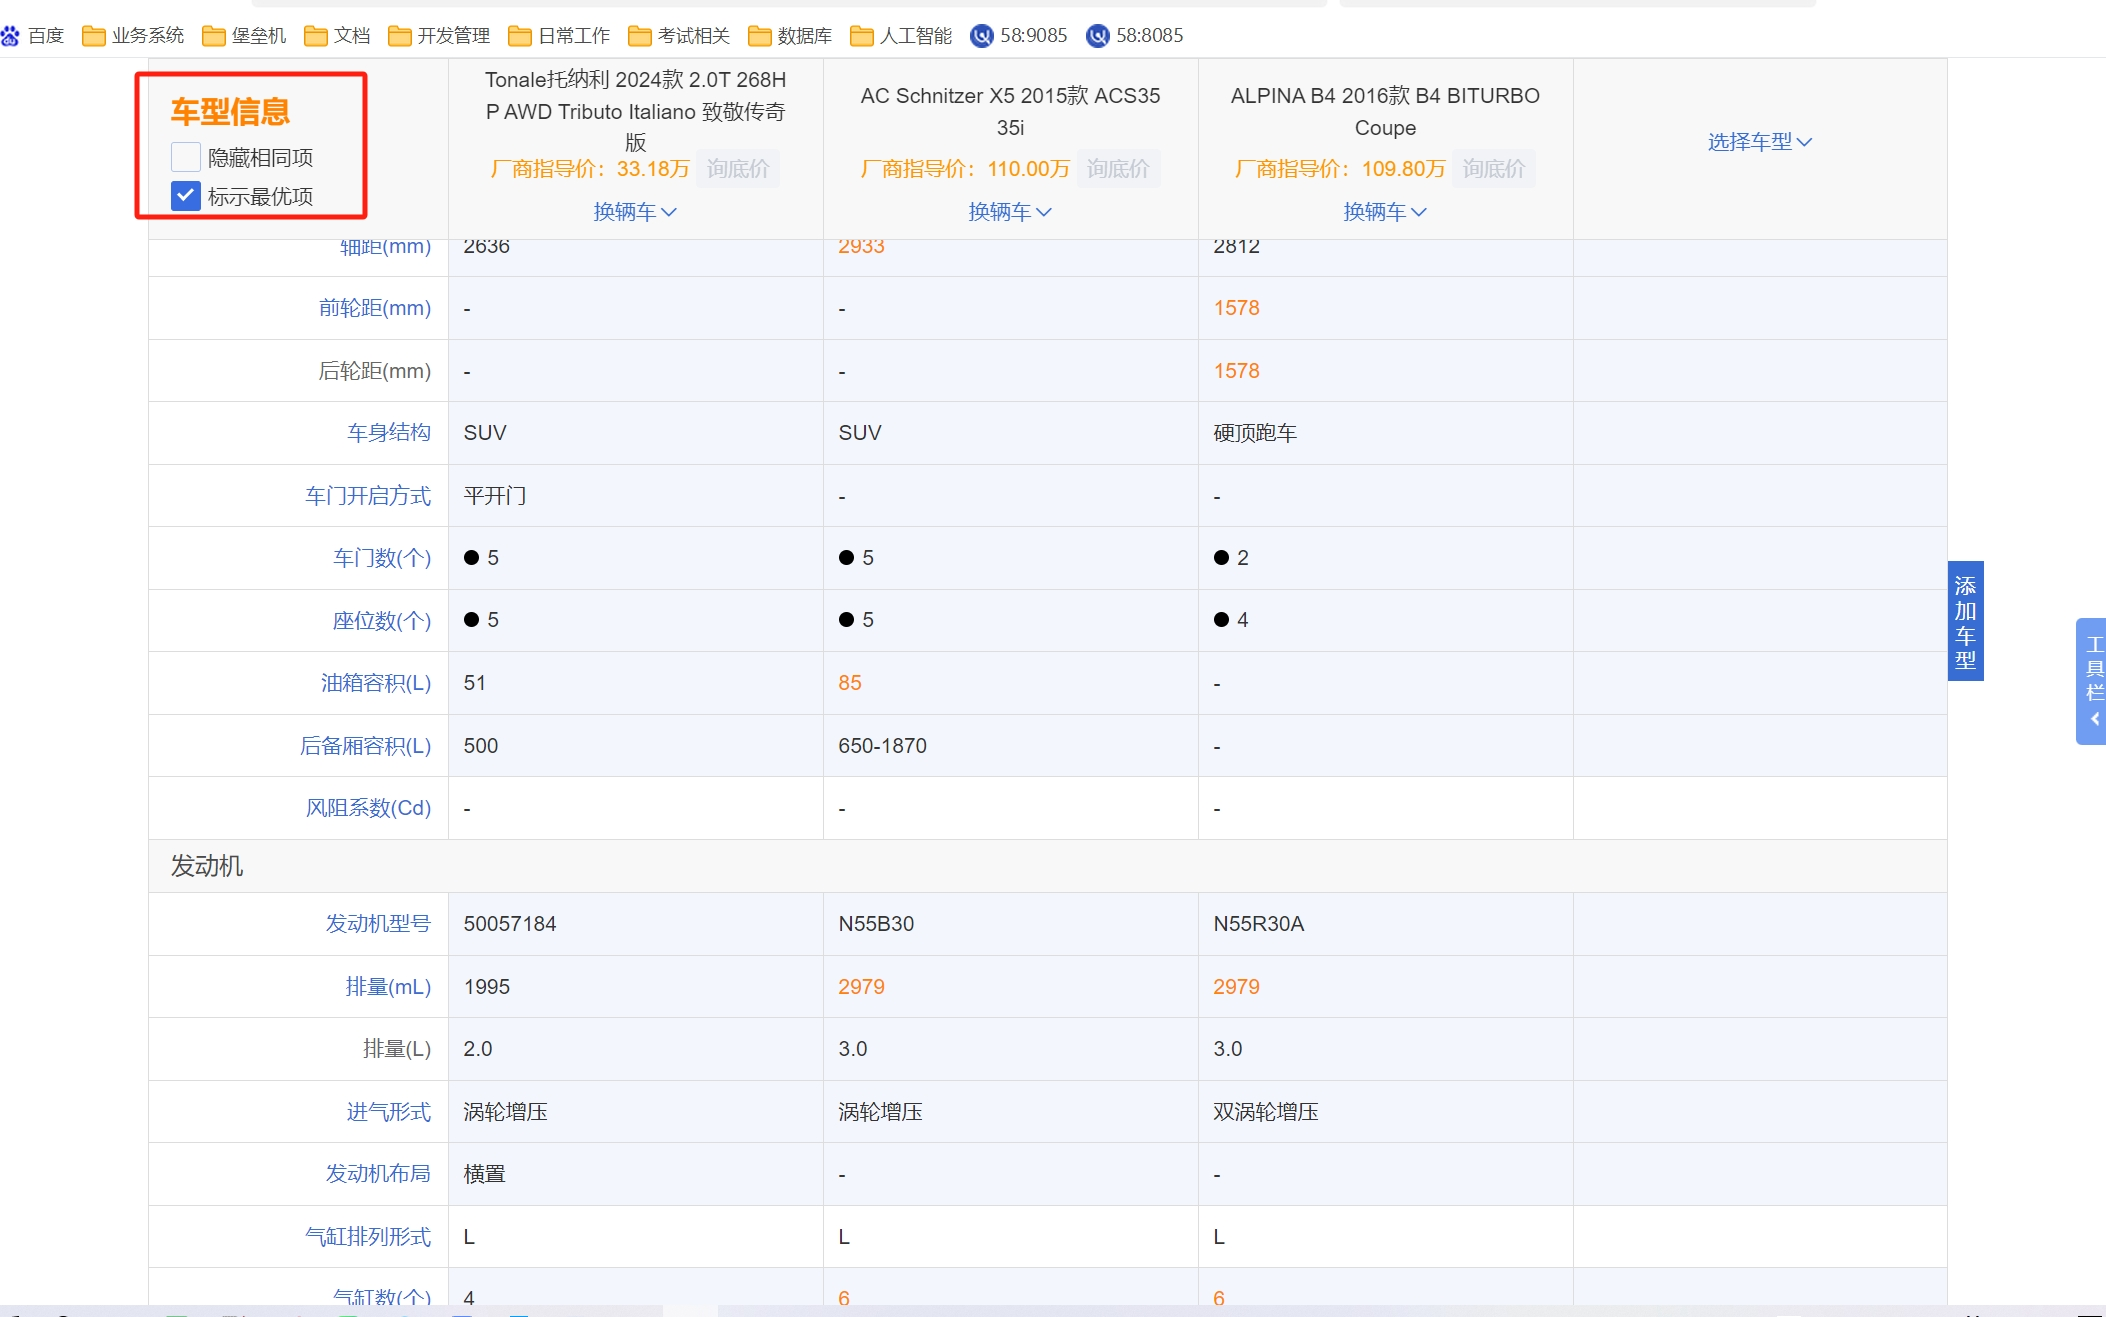 百度 业务系统 堡垒机 文档 开发管理 日常工作 考试相关 数据库 人工智能 58:9085 58:8085
车型信息
隐藏相同项
标示最优项
Tonale托纳利 2024款 2.0T 268H
P AWD Tributo Italiano 致敬传奇
版
厂商指导价：33.18万 询底价
换辆车
AC Schnitzer X5 2015款 ACS35
35i
厂商指导价：110.00万 询底价
换辆车
ALPINA B4 2016款 B4 BITURBO
Coupe
厂商指导价：109.80万 询底价
换辆车
选择车型
轴距(mm) 2636 2933 2812
前轮距(mm) - - 1578
后轮距(mm) - - 1578
车身结构 SUV SUV 硬顶跑车
车门开启方式 平开门 - -
车门数(个) ● 5 ● 5 ● 2
座位数(个) ● 5 ● 5 ● 4
油箱容积(L) 51 85 -
后备厢容积(L) 500 650-1870 -
风阻系数(Cd) - - -
发动机
发动机型号 50057184 N55B30 N55R30A
排量(mL) 1995 2979 2979
排量(L) 2.0 3.0 3.0
进气形式 涡轮增压 涡轮增压 双涡轮增压
发动机布局 横置 - -
气缸排列形式 L L L
气缸数(个) 4 6 6
添加车型
工具栏